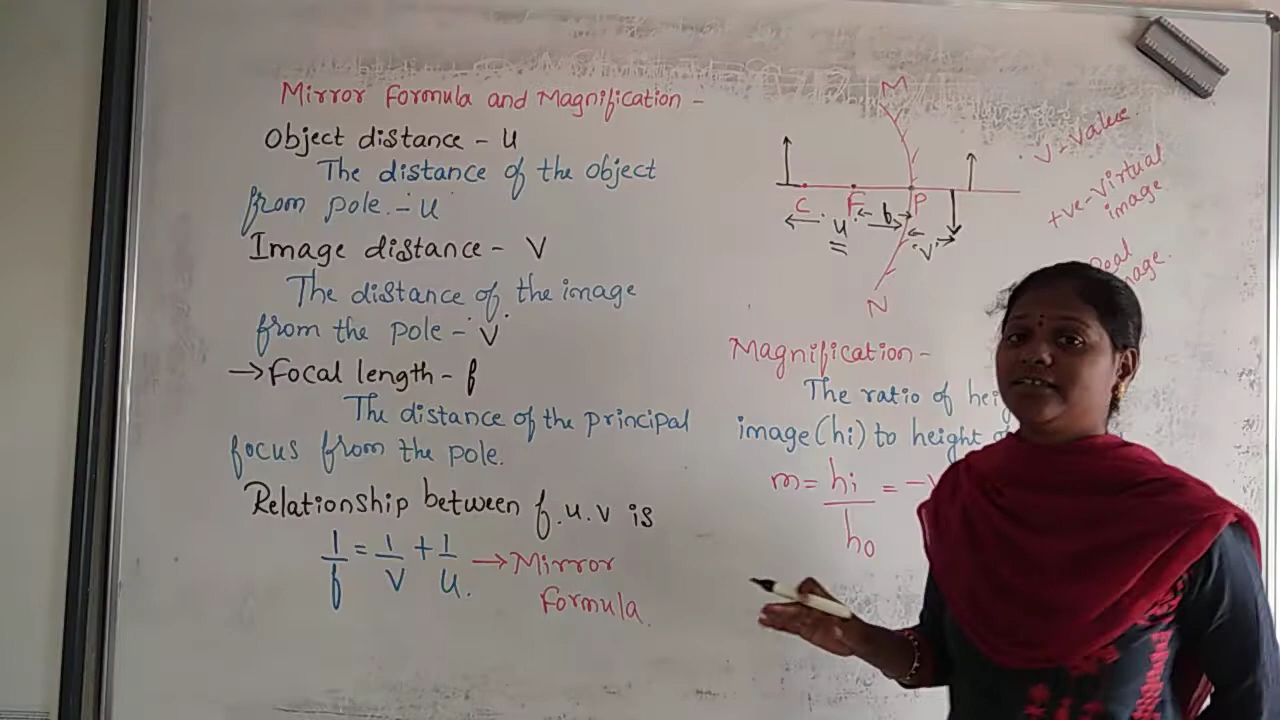 Mirror Formula and Magnification -
Object distance - u
The distance of the object
from pole. - u
Image distance - V
The distance of the image
from the pole - V
→ Focal length - f
The distance of the principal
focus from the pole.
Relationship between f.u.v is
1/f = 1/v + 1/u. → Mirror
Formula.
M
C F P
u f
V
N
V - Value
+ve - Virtual
image
image.
Magnification -
The ratio of
image (hi) to height
m = hi/ho = -